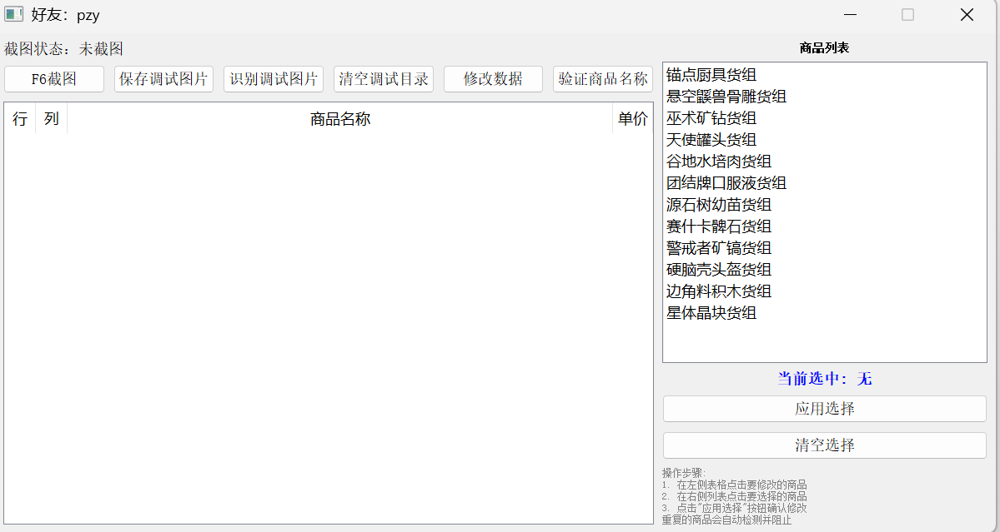 好友：pzy
截图状态：未截图
F6截图 保存调试图片 识别调试图片 清空调试目录 修改数据 验证商品名称
行 列 商品名称 单价
商品列表
锚点厨具货组
悬空鼷兽骨雕货组
巫术矿钻货组
天使罐头货组
谷地水培肉货组
团结牌口服液货组
源石树幼苗货组
赛什卡髀石货组
警戒者矿镐货组
硬脑壳头盔货组
边角料积木货组
星体晶块货组
当前选中：无
应用选择
清空选择
操作步骤:
1. 在左侧表格点击要修改的商品
2. 在右侧列表点击要选择的商品
3. 点击"应用选择"按钮确认修改
重复的商品会自动检测并阻止